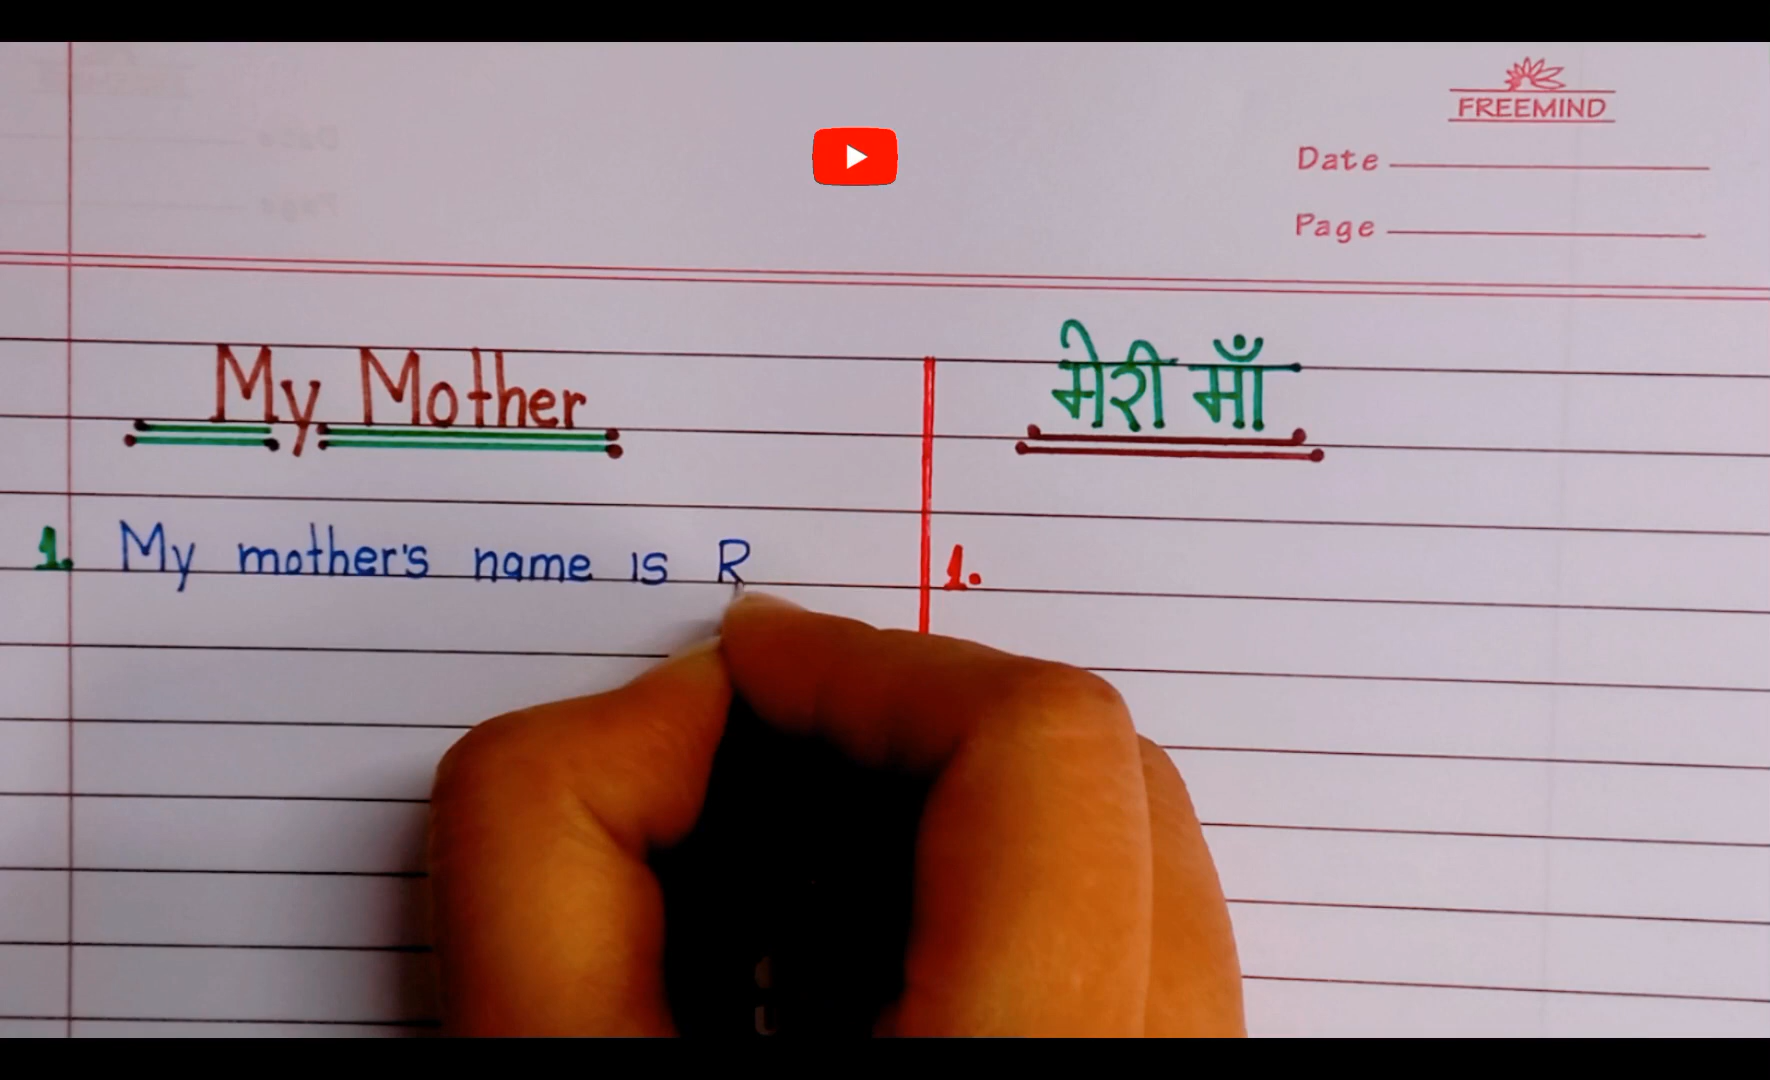 FREEMIND
Date
Page
My Mother
मेरी माँ
1. My mother's name is R
1.